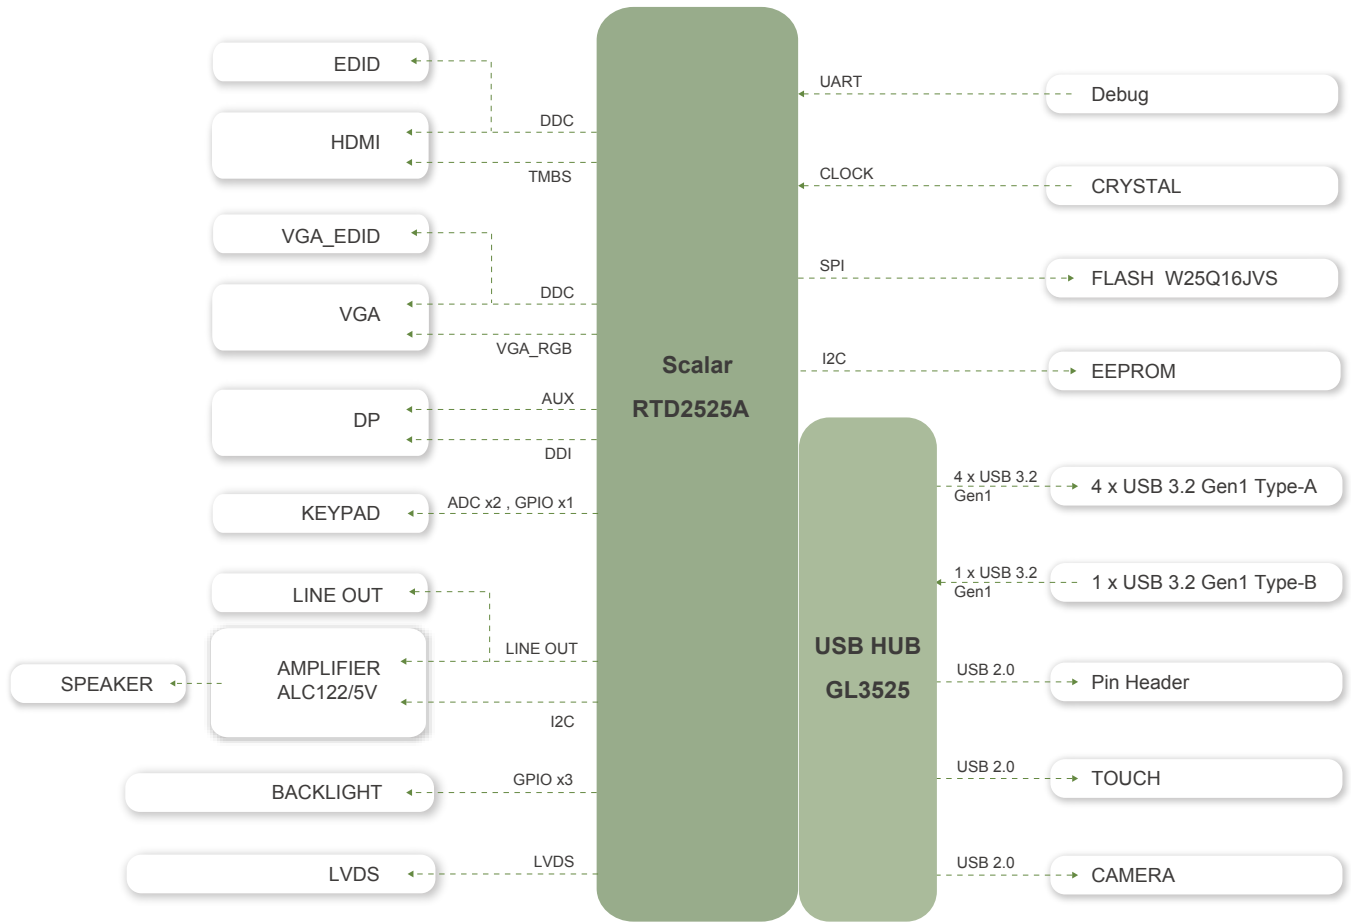 EDID
DDC
HDMI
TMBS
VGA_EDID
DDC
VGA
VGA_RGB
AUX
DP
DDI
KEYPAD
ADC x2 , GPIO x1
LINE OUT
LINE OUT
AMPLIFIER
ALC122/5V
SPEAKER
I2C
BACKLIGHT
GPIO x3
LVDS
LVDS
Scalar
RTD2525A
UART
Debug
CLOCK
CRYSTAL
SPI
FLASH W25Q16JVS
I2C
EEPROM
USB HUB
GL3525
4 x USB 3.2
Gen1
4 x USB 3.2 Gen1 Type-A
1 x USB 3.2
Gen1
1 x USB 3.2 Gen1 Type-B
USB 2.0
Pin Header
USB 2.0
TOUCH
USB 2.0
CAMERA